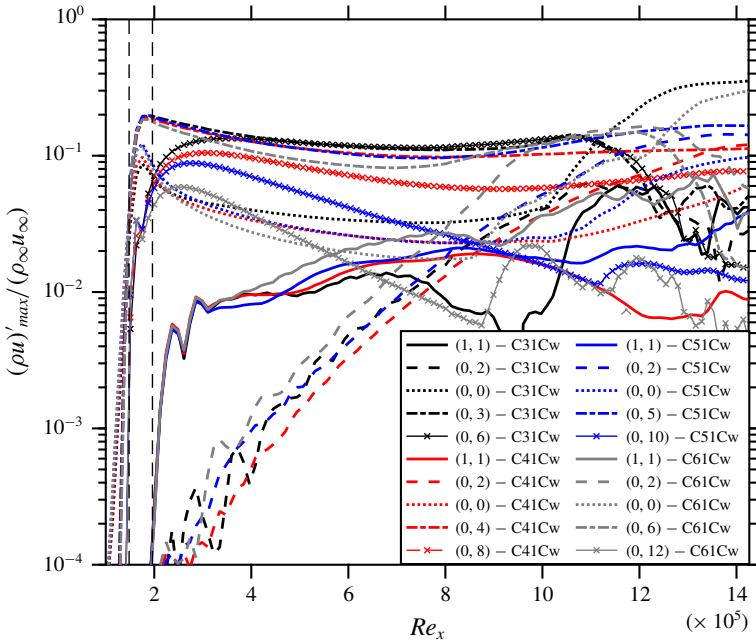 10^0
10^{-1}
10^{-2}
10^{-3}
10^{-4}
(ρu)′_{max}/(ρ_∞u_∞)
(1, 1) − C31Cw
(0, 2) − C31Cw
(0, 0) − C31Cw
(0, 3) − C31Cw
(0, 6) − C31Cw
(1, 1) − C41Cw
(0, 2) − C41Cw
(0, 0) − C41Cw
(0, 4) − C41Cw
(0, 8) − C41Cw
(1, 1) − C51Cw
(0, 2) − C51Cw
(0, 0) − C51Cw
(0, 5) − C51Cw
(0, 10) − C51Cw
(1, 1) − C61Cw
(0, 2) − C61Cw
(0, 0) − C61Cw
(0, 6) − C61Cw
(0, 12) − C61Cw
2 4 6 8 10 12 14
Re_x
(× 10^5)